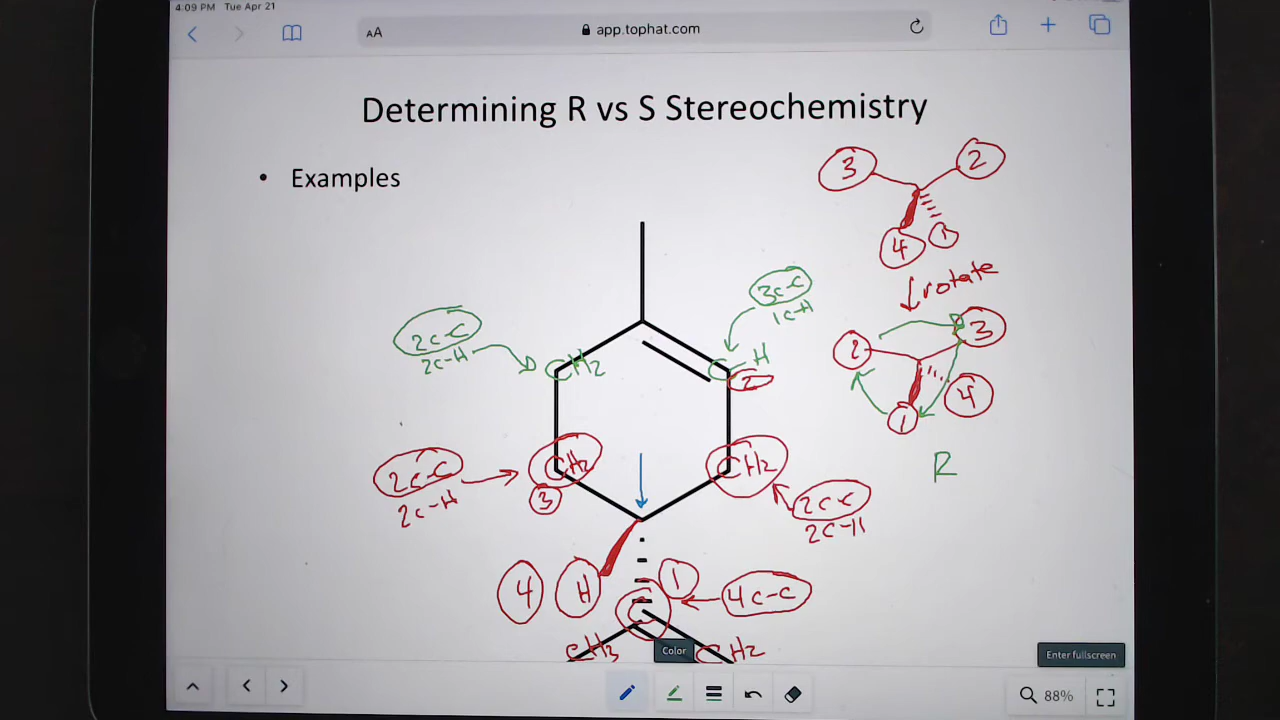 4:09 PM Tue Apr 21
AA
app.tophat.com
Determining R vs S Stereochemistry
• Examples
3
2
4
1
rotate
3C-C
1C-H
2C-C
2C-H
CH2
C-H
2
2
3
1
4
R
2C-C
2C-H
CH2
3
CH2
2C-C
2C-H
4
H
1
C
4C-C
CH3
CH2
Color
Enter fullscreen
88%